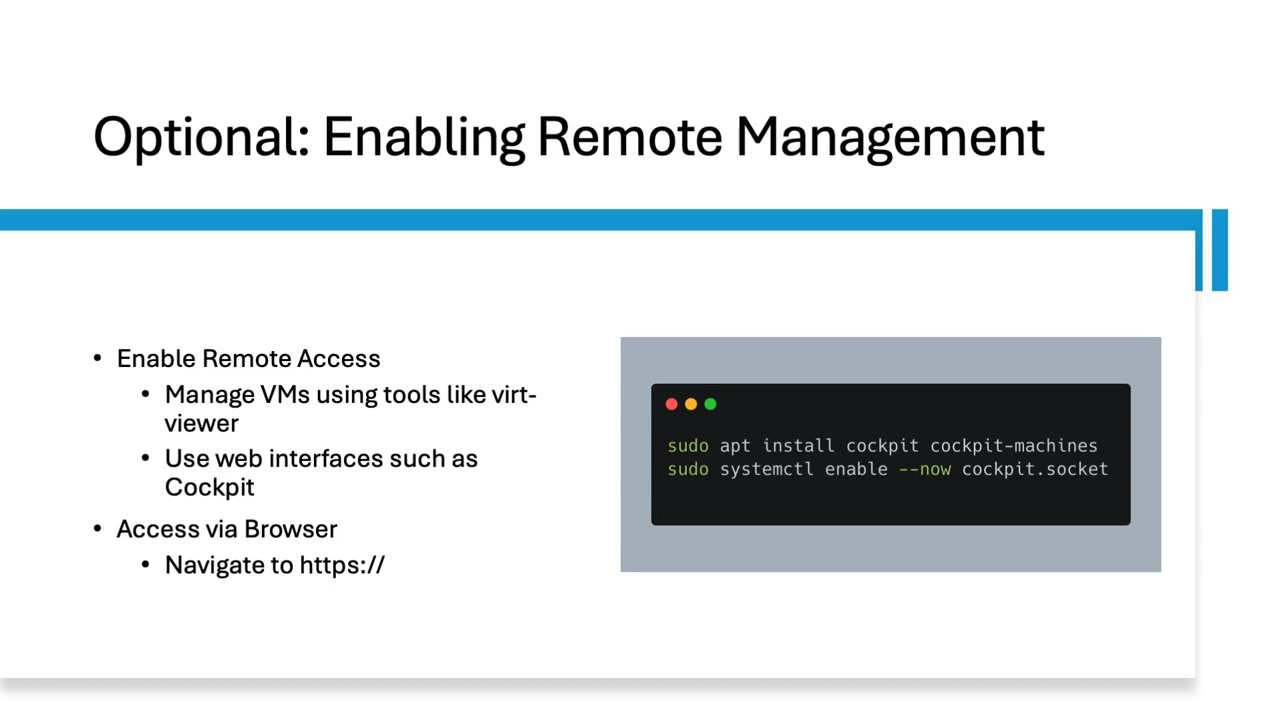 Optional: Enabling Remote Management
• Enable Remote Access
• Manage VMs using tools like virt-
viewer
• Use web interfaces such as
Cockpit
• Access via Browser
• Navigate to https://
sudo apt install cockpit cockpit-machines
sudo systemctl enable --now cockpit.socket